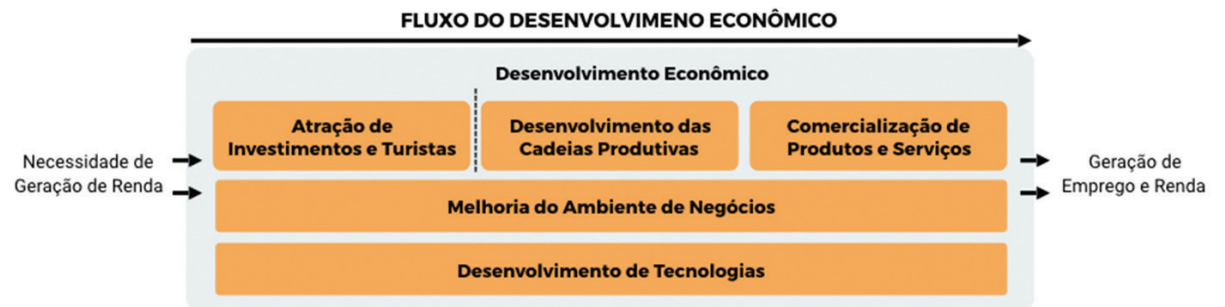 FLUXO DO DESENVOLVIMENO ECONÔMICO
Desenvolvimento Econômico
Necessidade de
Geração de Renda
Atração de
Investimentos e Turistas
Desenvolvimento das
Cadeias Produtivas
Comercialização de
Produtos e Serviços
Melhoria do Ambiente de Negócios
Desenvolvimento de Tecnologias
Geração de
Emprego e Renda